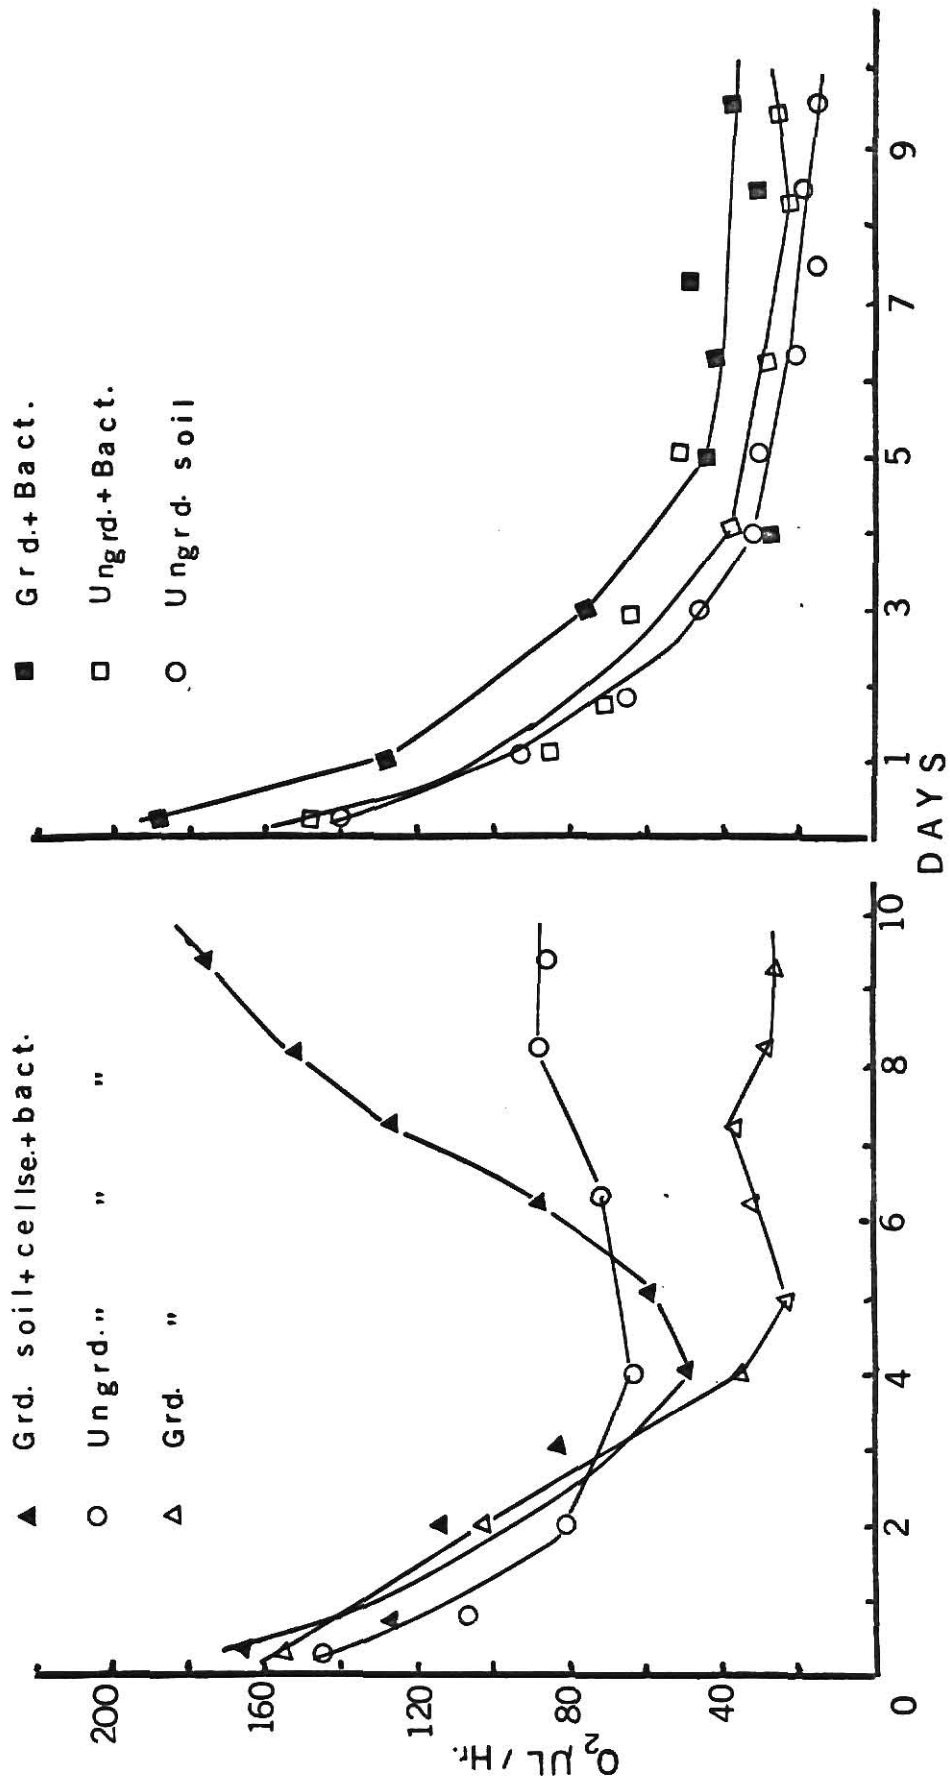 Grd. soil+cellse.+bact.
Ungrd." " "
Grd. "
Grd.+Bact.
Ungrd.+Bact.
Ungrd. soil
200
160
120
80
40
0
O₂ µL / Hr.
2
4
6
8
10
1
3
5
7
9
DAYS